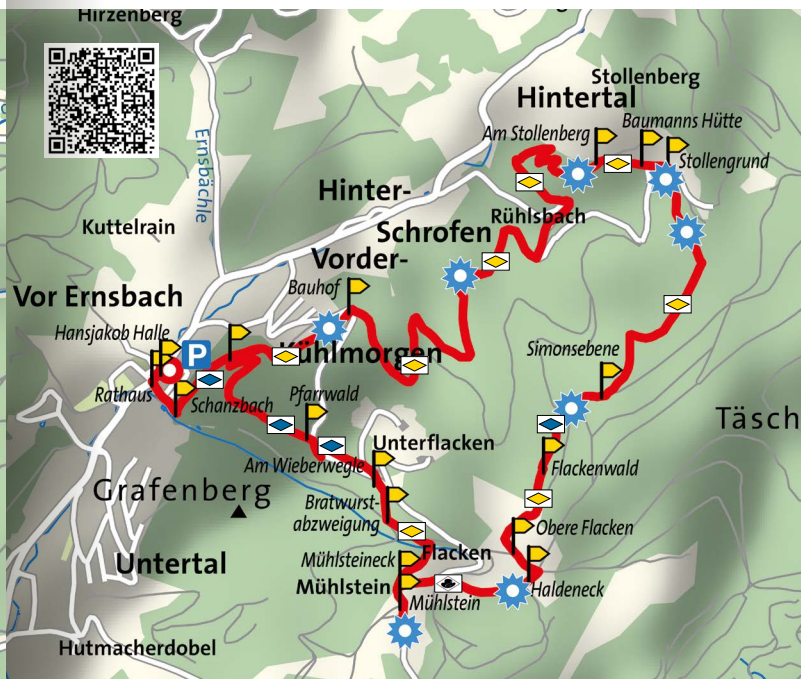 Hirzenberg
Stollenberg
Hintertal
Baumanns Hütte
Am Stollenberg
Stollengrund
Ernsbächle
Hinter-
Rühlsbach
Kuttelrain
Schrofen
Vorder-
Bauhof
Vor Ernsbach
Hansjakob Halle
P
Kühlmorgen
Simonsebene
Rathaus
Schanzbach
Pfarrwald
Täsch
Unterflacken
Am Wieberwegle
Flackenwald
Grafenberg
Bratwurst-
abzweigung
Obere Flacken
Flacken
Mühlsteineck
Untertal
Mühlstein
Haldeneck
Mühlstein
Hutmacherdobel